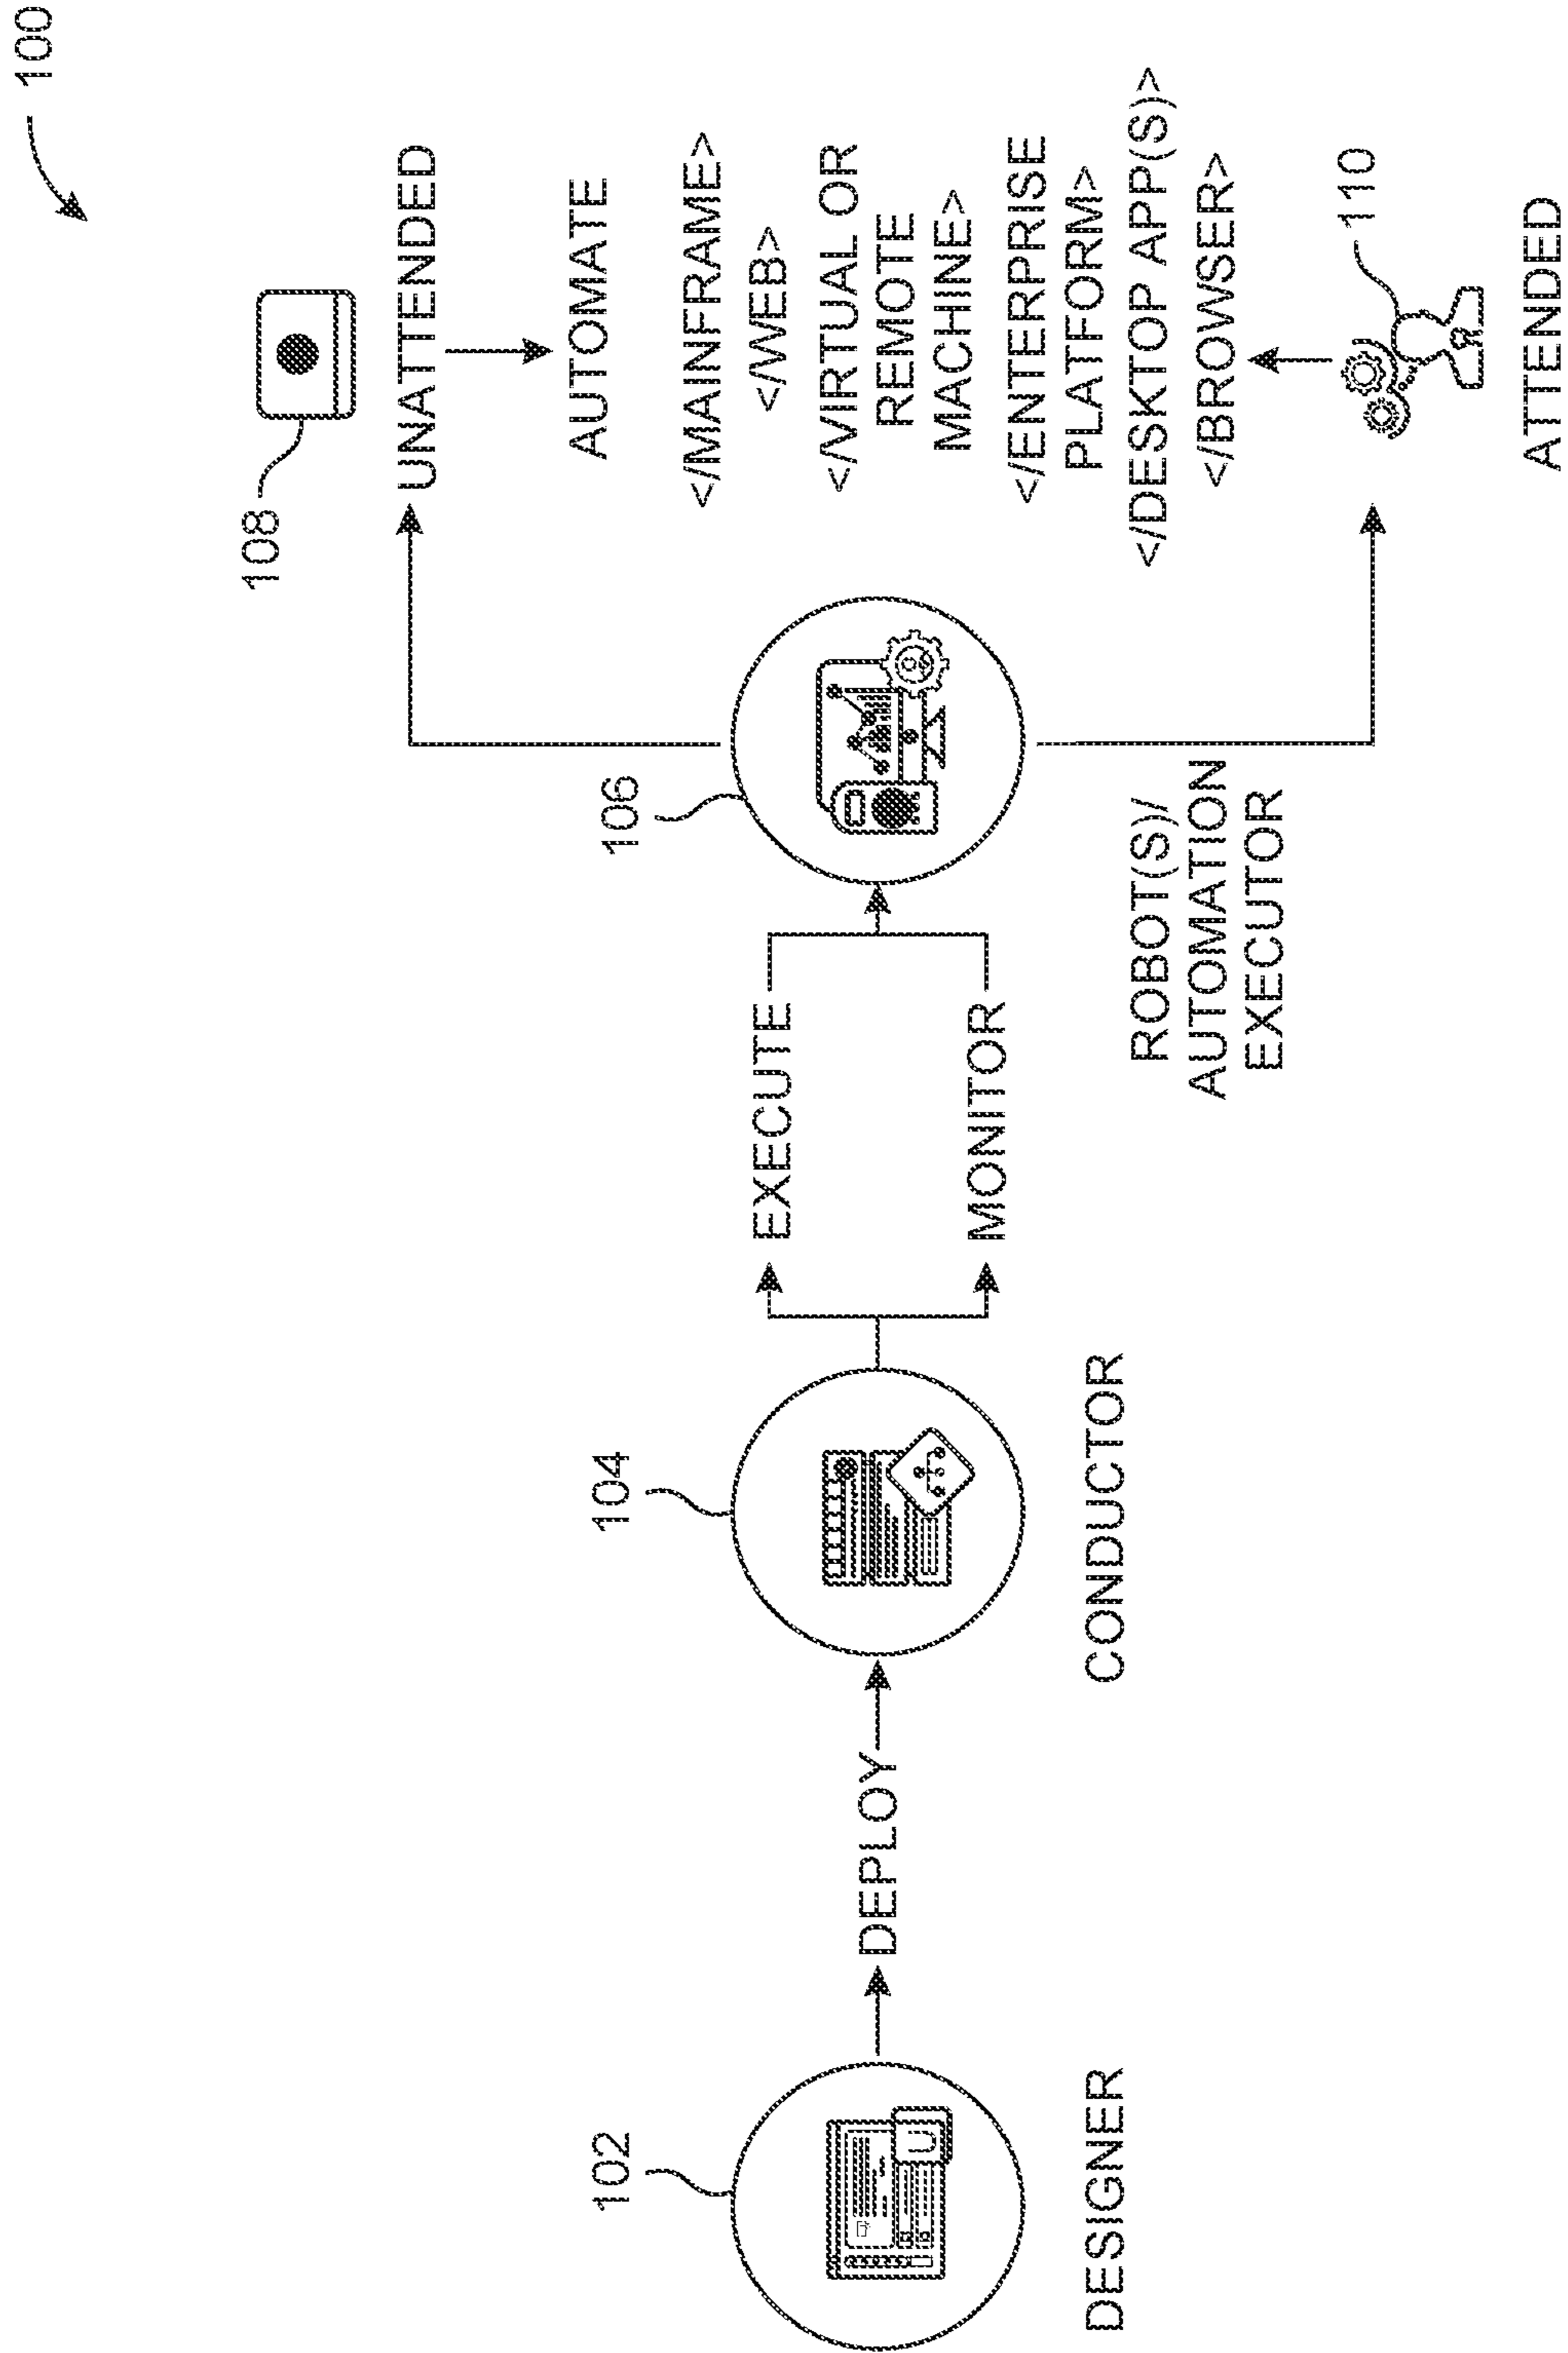 100
102
DESIGNER
DEPLOY
104
CONDUCTOR
EXECUTE
MONITOR
106
ROBOT(S)/
AUTOMATION
EXECUTOR
108
UNATTENDED
AUTOMATE
</MAINFRAME>
</WEB>
</VIRTUAL OR
REMOTE
MACHINE>
</ENTERPRISE
PLATFORM>
</DESKTOP APP(S)>
</BROWSER>
110
ATTENDED